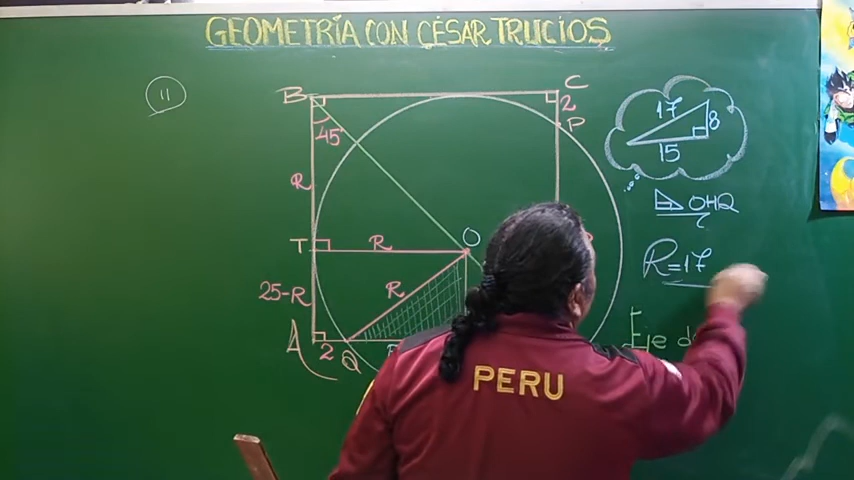 GEOMETRÍA CON CÉSAR TRUCIOS
11
B
C
2
P
45°
17
8
15
R
OHQ
T
R
O
R=17
25-R
R
A
2
Q
Eje
PERU